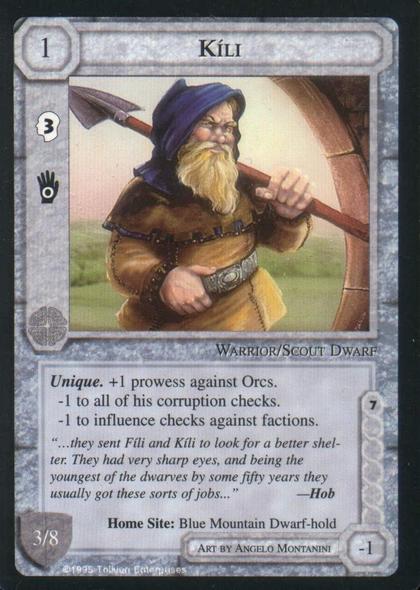 1
KÍLI
3
0
WARRIOR/SCOUT DWARF
Unique. +1 prowess against Orcs.
-1 to all of his corruption checks.
-1 to influence checks against factions.
7
“…they sent Fíli and Kíli to look for a better shel-
ter. They had very sharp eyes, and being the
youngest of the dwarves by some fifty years they
usually got these sorts of jobs...” —Hob
Home Site: Blue Mountain Dwarf-hold
3/8
ART BY ANGELO MONTANINI
-1
©1995 Tolkien Enterprises